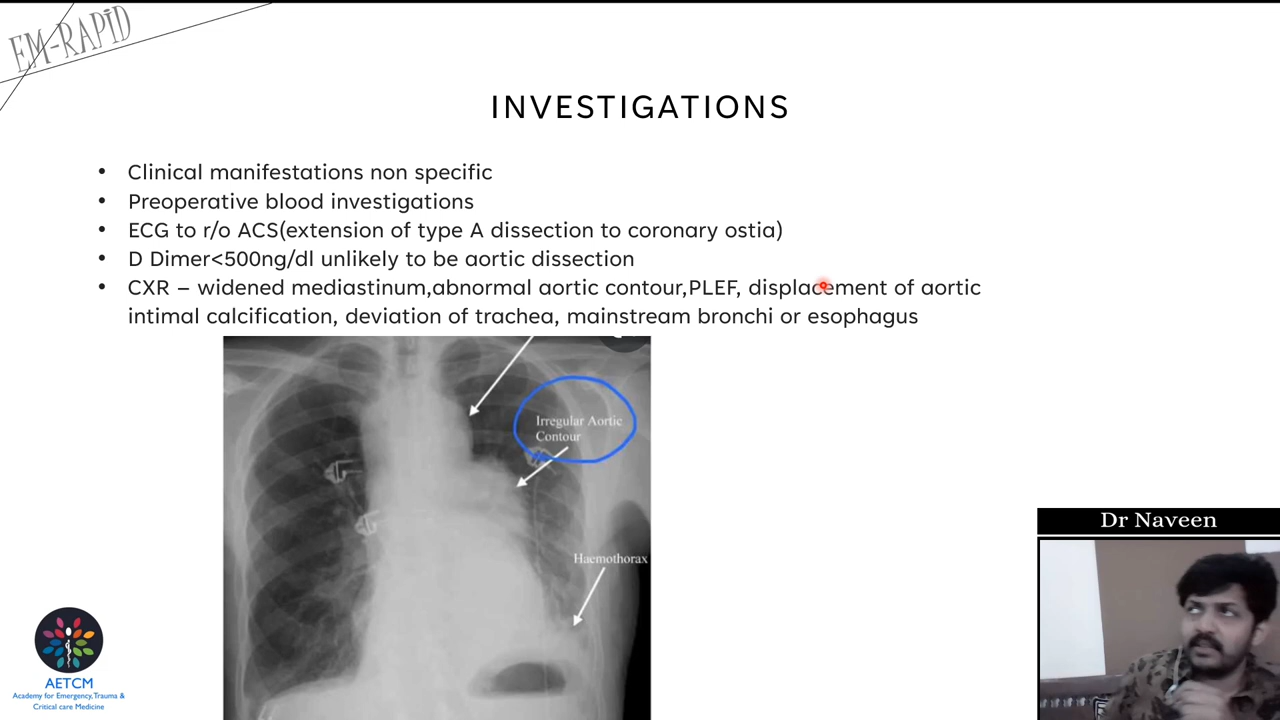 EM-RAPID
INVESTIGATIONS
• Clinical manifestations non specific
• Preoperative blood investigations
• ECG to r/o ACS(extension of type A dissection to coronary ostia)
• D Dimer<500ng/dl unlikely to be aortic dissection
• CXR – widened mediastinum,abnormal aortic contour,PLEF, displacement of aortic
intimal calcification, deviation of trachea, mainstream bronchi or esophagus
Irregular Aortic
Contour
Haemothorax
Dr Naveen
AETCM
Academy for Emergency,Trauma &
Critical care Medicine